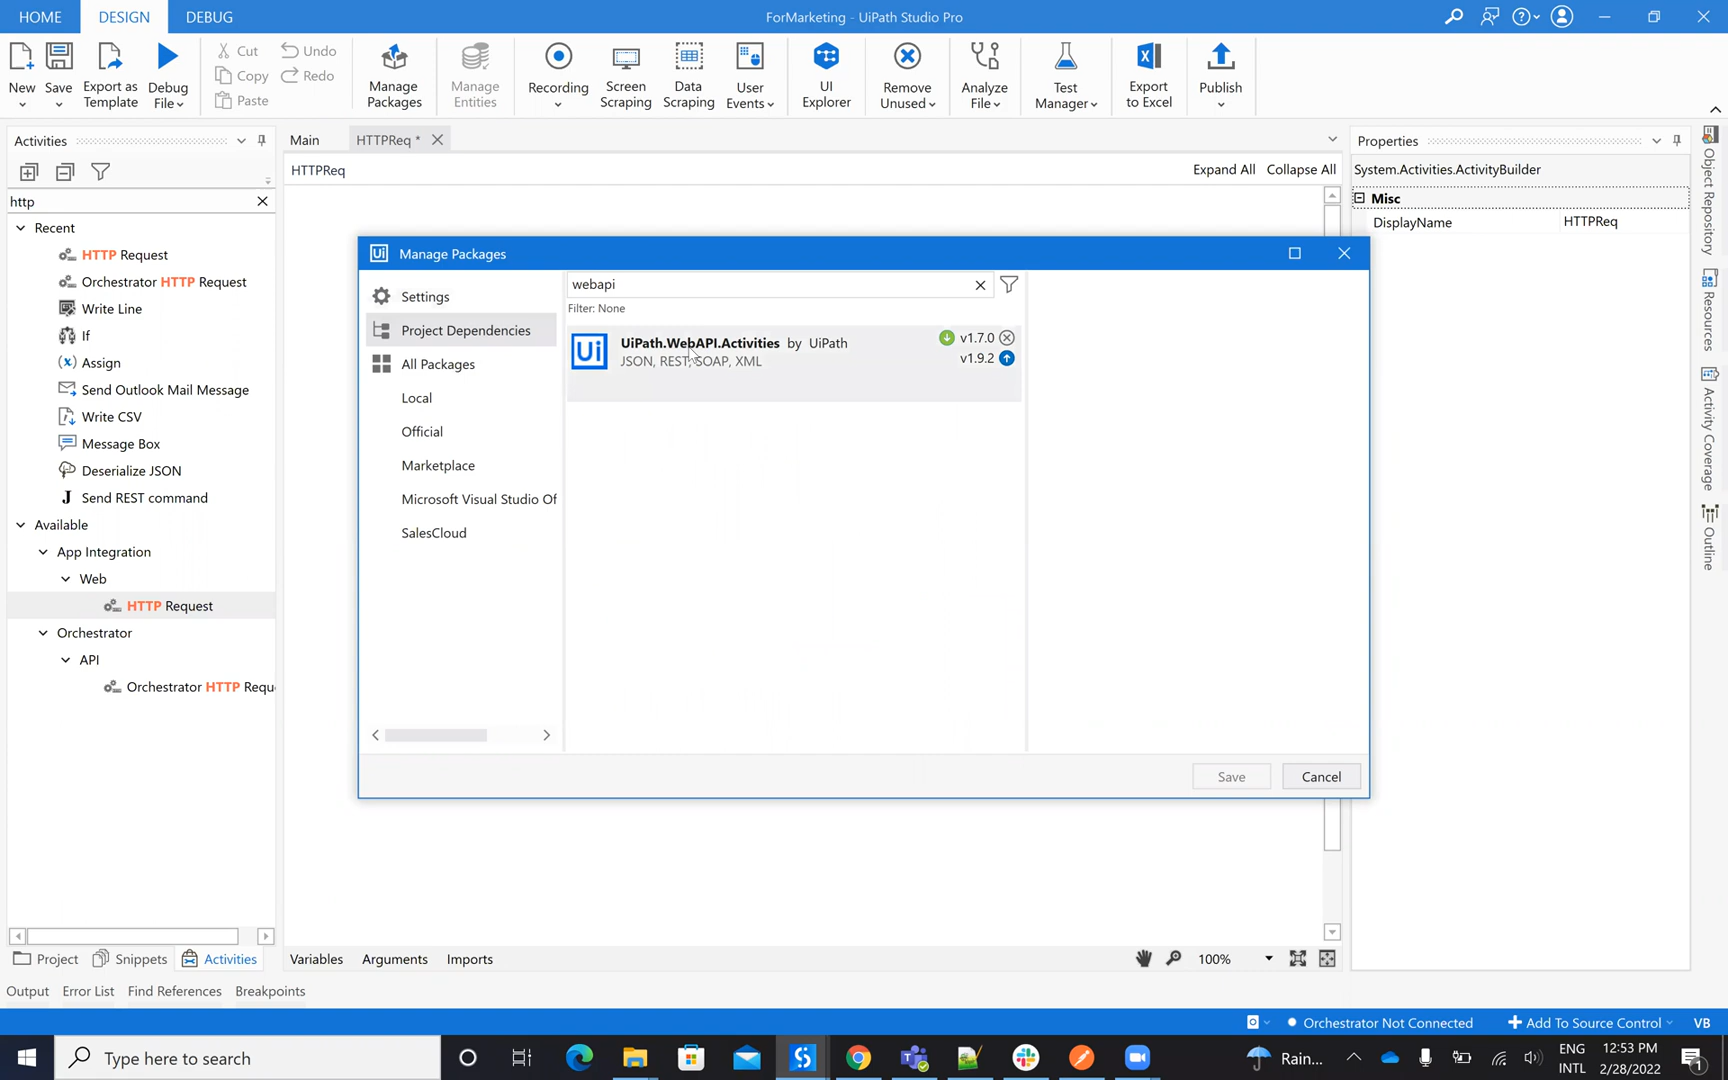 HOME DESIGN DEBUG ForMarketing - UiPath Studio Pro
New Save Export as Template Debug File Cut Copy Paste Undo Redo Manage Packages Manage Entities Recording Screen Scraping Data Scraping User Events UI Explorer Remove Unused Analyze File Test Manager Export to Excel Publish
Activities
http
Recent
HTTP Request
Orchestrator HTTP Request
Write Line
If
Assign
Send Outlook Mail Message
Write CSV
Message Box
Deserialize JSON
J Send REST command
Available
App Integration
Web
HTTP Request
Orchestrator
API
Orchestrator HTTP Requ
Project Snippets Activities
Main HTTPReq *
HTTPReq Expand All Collapse All
Ui Manage Packages
Settings
Project Dependencies
All Packages
Local
Official
Marketplace
Microsoft Visual Studio Of
SalesCloud
webapi
Filter: None
Ui UiPath.WebAPI.Activities by UiPath v1.7.0
JSON, REST, SOAP, XML v1.9.2
Save Cancel
Variables Arguments Imports 100%
Properties
System.Activities.ActivityBuilder
Misc
DisplayName HTTPReq
Object Repository
Resources
Activity Coverage
Outline
Output Error List Find References Breakpoints
Orchestrator Not Connected Add To Source Control VB
Type here to search Rain... ENG INTL 12:53 PM 2/28/2022 1